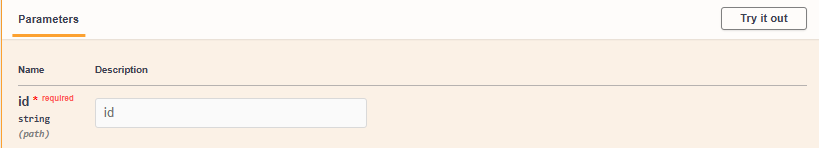 Parameters
Try it out
Name Description
id * required
string
(path)
id